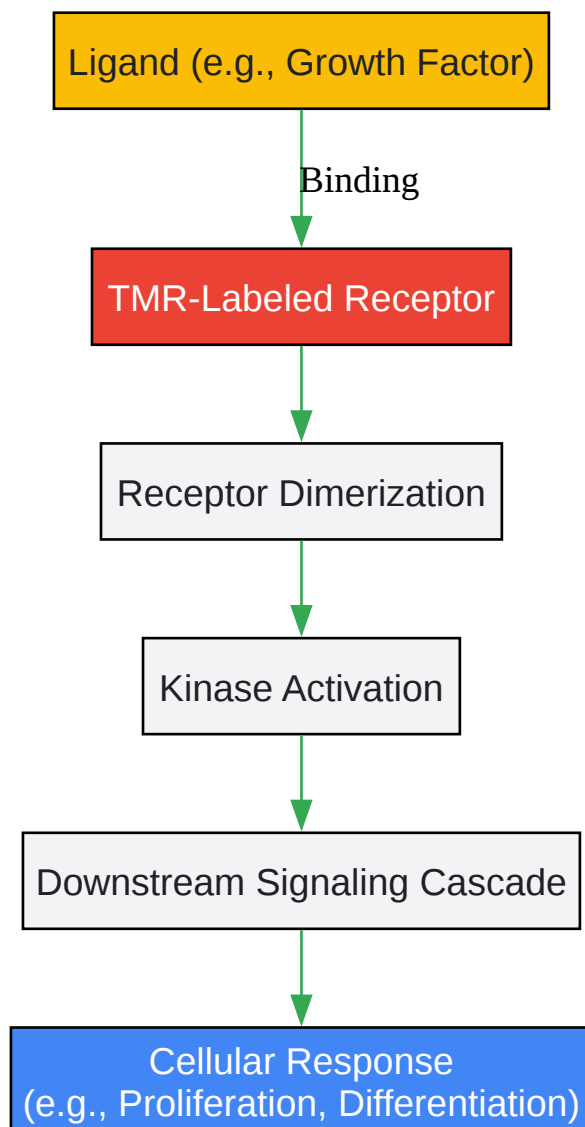 Ligand (e.g., Growth Factor)
Binding
TMR-Labeled Receptor
Receptor Dimerization
Kinase Activation
Downstream Signaling Cascade
Cellular Response
(e.g., Proliferation, Differentiation)